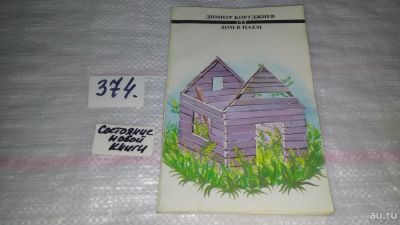 ДИМИТР КОРУДЖИЕВ
ДОМ В НАЕМ
374.
Состояние
новой
книги
au.ru